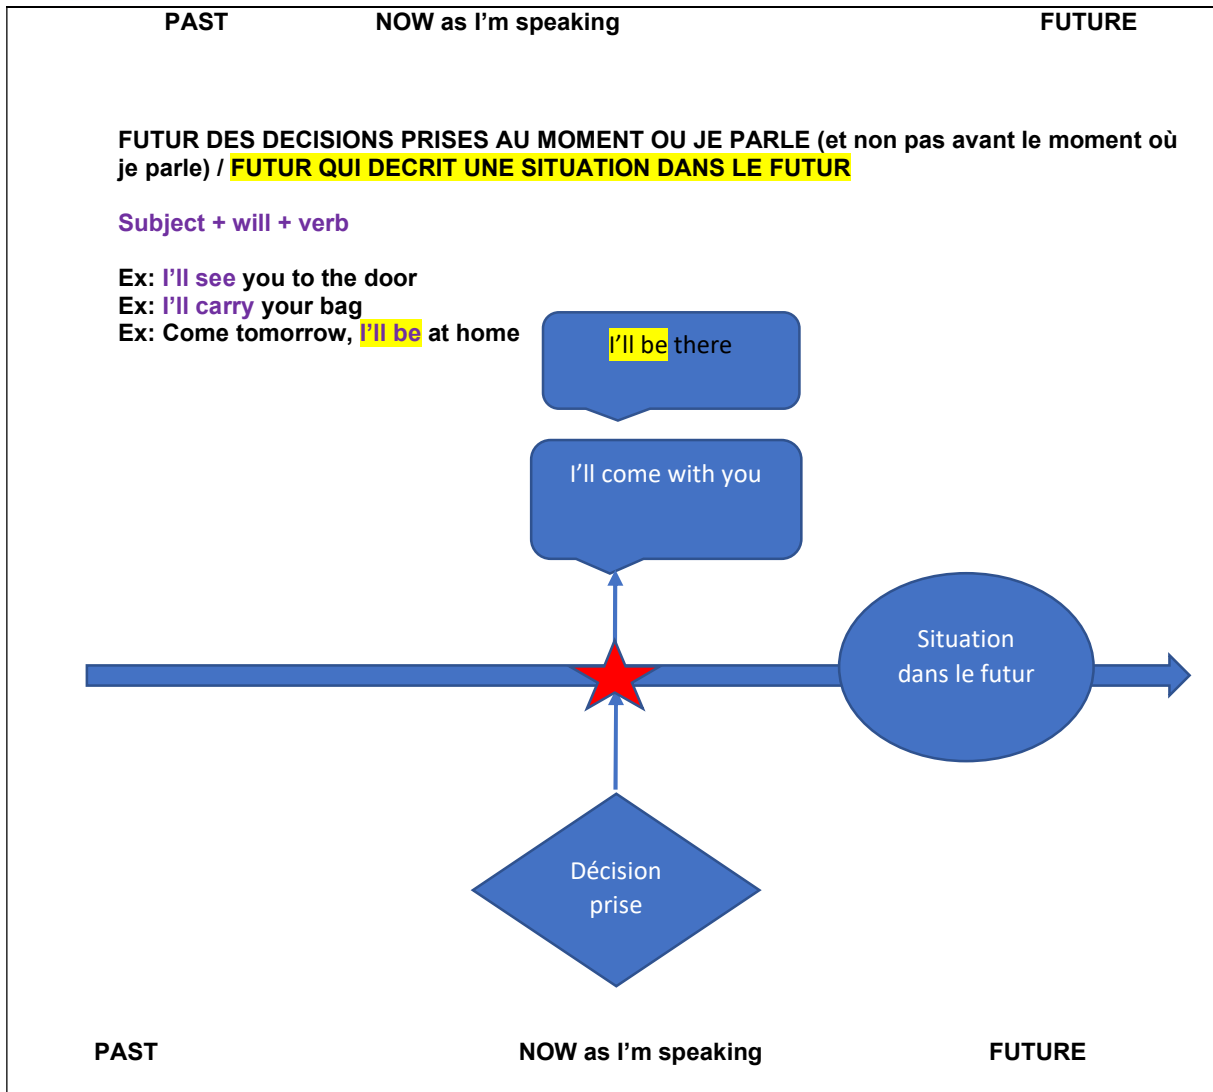 PAST NOW as I'm speaking FUTURE
FUTUR DES DECISIONS PRISES AU MOMENT OU JE PARLE (et non pas avant le moment où
je parle) / FUTUR QUI DECRIT UNE SITUATION DANS LE FUTUR
Subject + will + verb
Ex: I'll see you to the door
Ex: I'll carry your bag
Ex: Come tomorrow, I'll be at home
I'll be there
I'll come with you
Situation
dans le futur
Décision
prise
PAST NOW as I'm speaking FUTURE